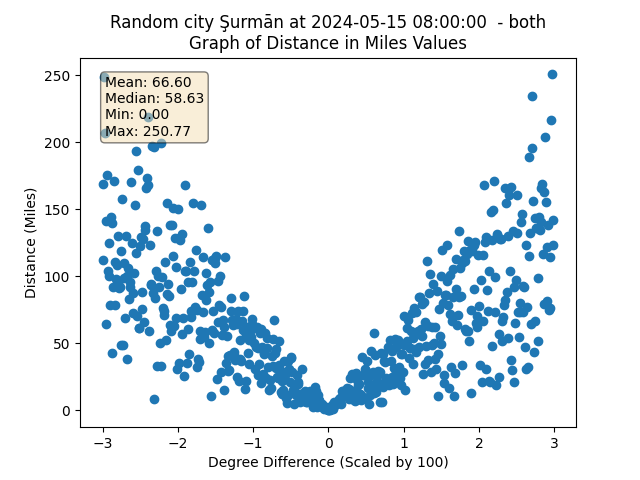 Random city Şurmān at 2024-05-15 08:00:00  - both
Graph of Distance in Miles Values
Mean: 66.60
Median: 58.63
Min: 0.00
Max: 250.77
Distance (Miles)
250
200
150
100
50
0
−3
−2
−1
0
1
2
3
Degree Difference (Scaled by 100)